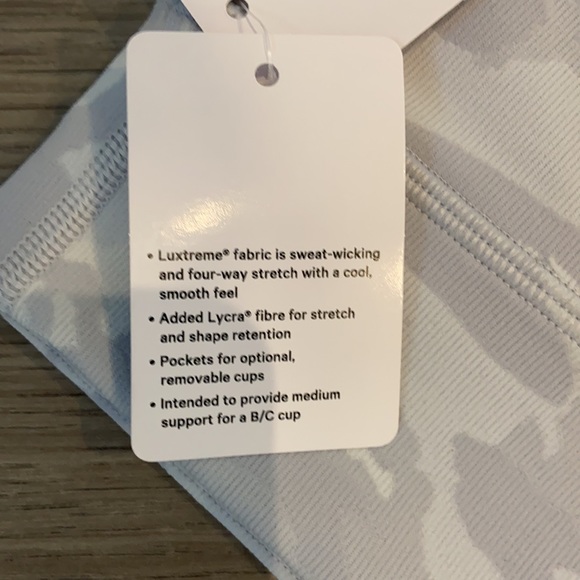 • Luxtreme® fabric is sweat-wicking
and four-way stretch with a cool,
smooth feel
• Added Lycra® fibre for stretch
and shape retention
• Pockets for optional,
removable cups
• Intended to provide medium
support for a B/C cup